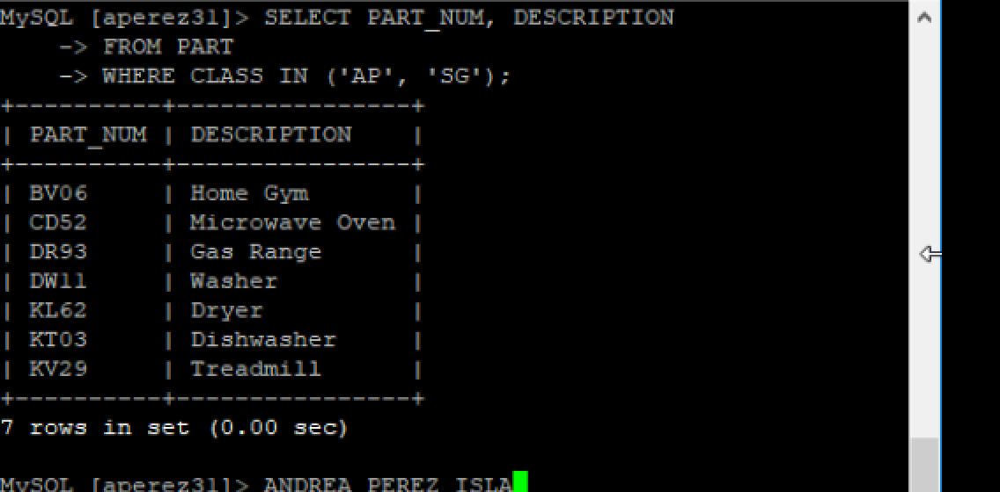 MySQL [aperez31]> SELECT PART_NUM, DESCRIPTION
    -> FROM PART
    -> WHERE CLASS IN ('AP', 'SG');
+----------+----------------+
| PART_NUM | DESCRIPTION    |
+----------+----------------+
| BV06     | Home Gym       |
| CD52     | Microwave Oven |
| DR93     | Gas Range      |
| DW11     | Washer         |
| KL62     | Dryer          |
| KT03     | Dishwasher     |
| KV29     | Treadmill      |
+----------+----------------+
7 rows in set (0.00 sec)
MySQL [aperez31]> ANDREA PEREZ ISLA